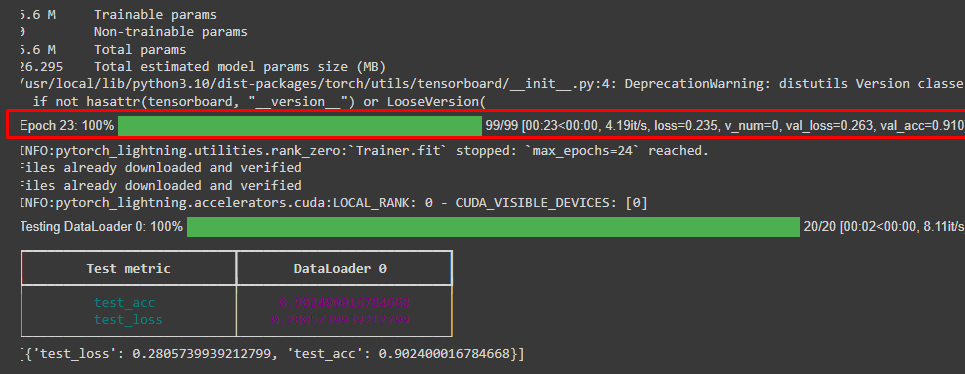 5.6 M Trainable params
0 Non-trainable params
5.6 M Total params
26.295 Total estimated model params size (MB)
/usr/local/lib/python3.10/dist-packages/torch/utils/tensorboard/__init__.py:4: DeprecationWarning: distutils Version classe
if not hasattr(tensorboard, "__version__") or LooseVersion(
Epoch 23: 100% 99/99 [00:23<00:00, 4.19it/s, loss=0.235, v_num=0, val_loss=0.263, val_acc=0.910
INFO:pytorch_lightning.utilities.rank_zero:`Trainer.fit` stopped: `max_epochs=24` reached.
Files already downloaded and verified
Files already downloaded and verified
INFO:pytorch_lightning.accelerators.cuda:LOCAL_RANK: 0 - CUDA_VISIBLE_DEVICES: [0]
Testing DataLoader 0: 100% 20/20 [00:02<00:00, 8.11it/s
Test metric DataLoader 0
test_acc 0.902400016784668
test_loss 0.2805739939212799
[{'test_loss': 0.2805739939212799, 'test_acc': 0.902400016784668}]